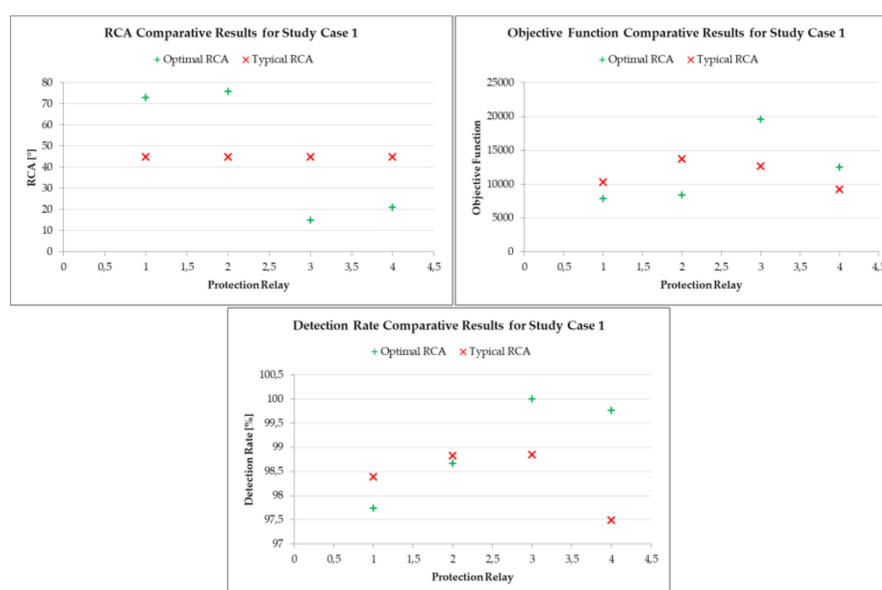 RCA Comparative Results for Study Case 1
+ Optimal RCA × Typical RCA
80
70
60
50
40
30
20
10
0
RCA [°]
0 0,5 1 1,5 2 2,5 3 3,5 4 4,5
Protection Relay
Objective Function Comparative Results for Study Case 1
+ Optimal RCA × Typical RCA
25000
20000
15000
10000
5000
0
Objective Function
0 0,5 1 1,5 2 2,5 3 3,5 4 4,5
Protection Relay
Detection Rate Comparative Results for Study Case 1
+ Optimal RCA × Typical RCA
100,5
100
99,5
99
98,5
98
97,5
97
Detection Rate [%]
0 0,5 1 1,5 2 2,5 3 3,5 4 4,5
Protection Relay